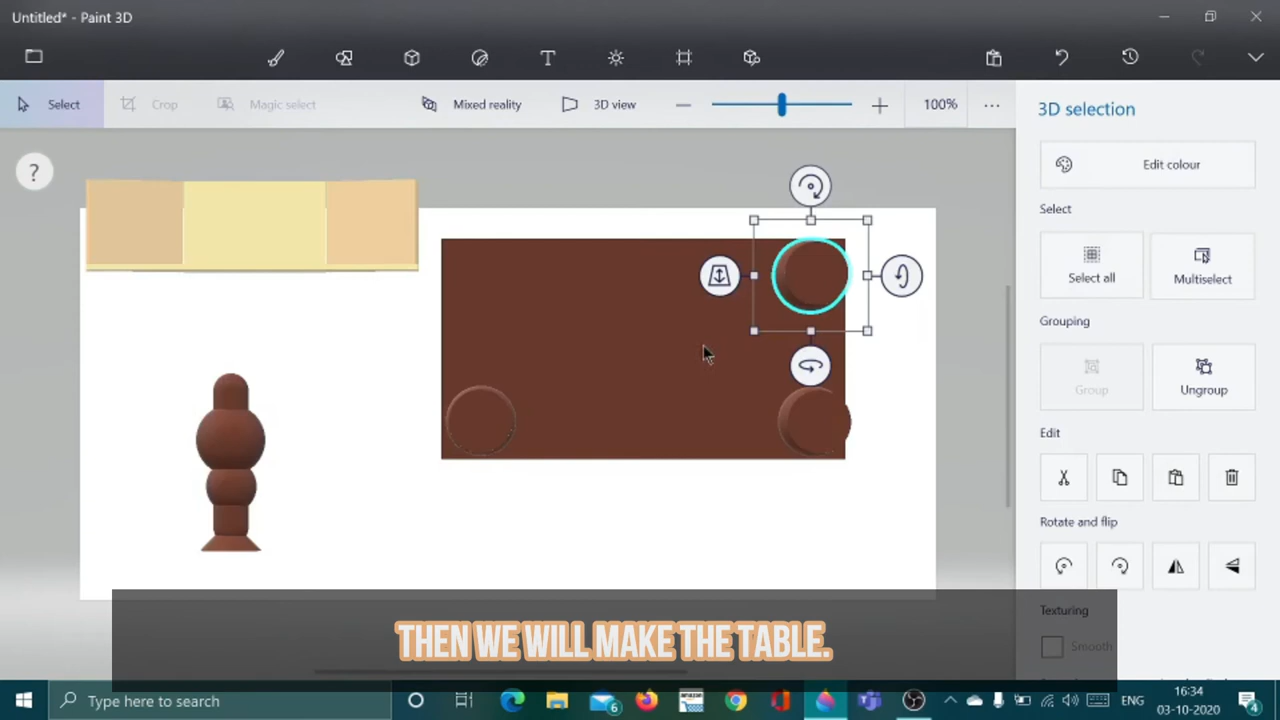 Untitled* - Paint 3D
Select
Crop
Magic select
Mixed reality
3D view
100%
?
3D selection
Edit colour
Select
Select all
Multiselect
Grouping
Group
Ungroup
Edit
Rotate and flip
Texturing
Smooth
THEN WE WILL MAKE THE TABLE.
Type here to search
6
ENG
16:34
03-10-2020
4